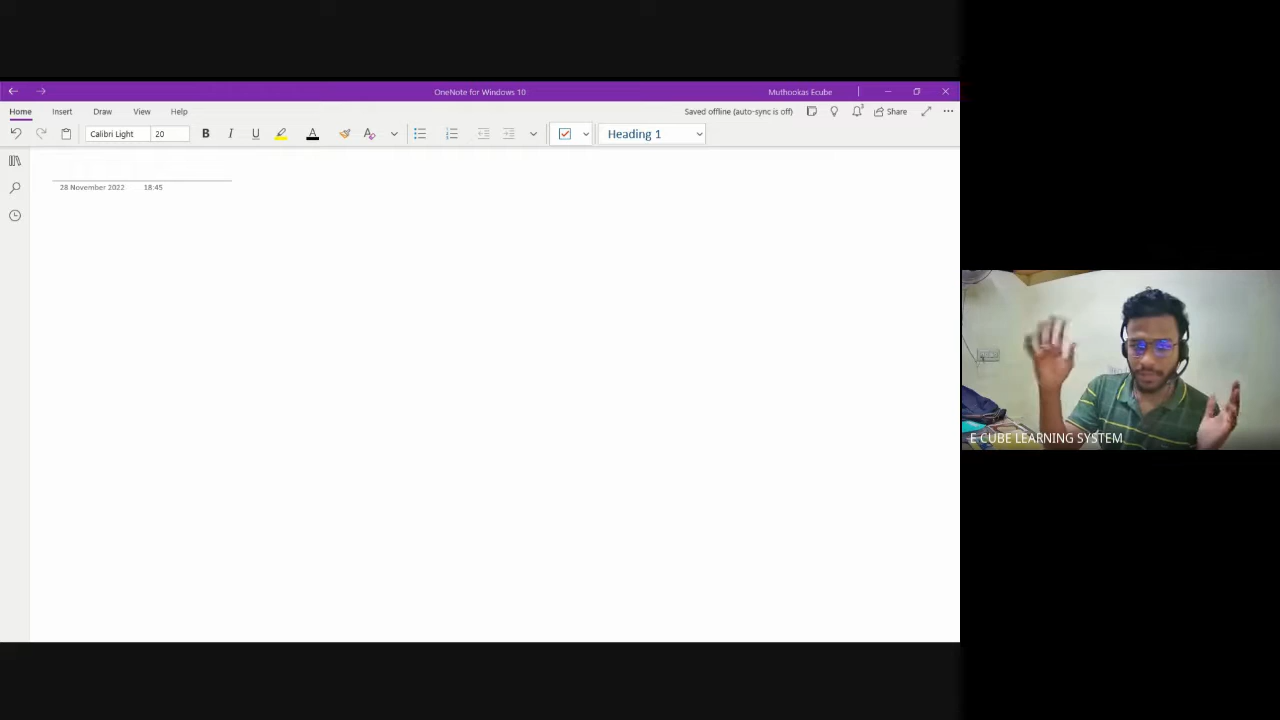 OneNote for Windows 10
Muthookas Ecube
Home Insert Draw View Help
Saved offline (auto-sync is off)
Share
Calibri Light 20 B I U A A Heading 1
28 November 2022 18:45
E CUBE LEARNING SYSTEM